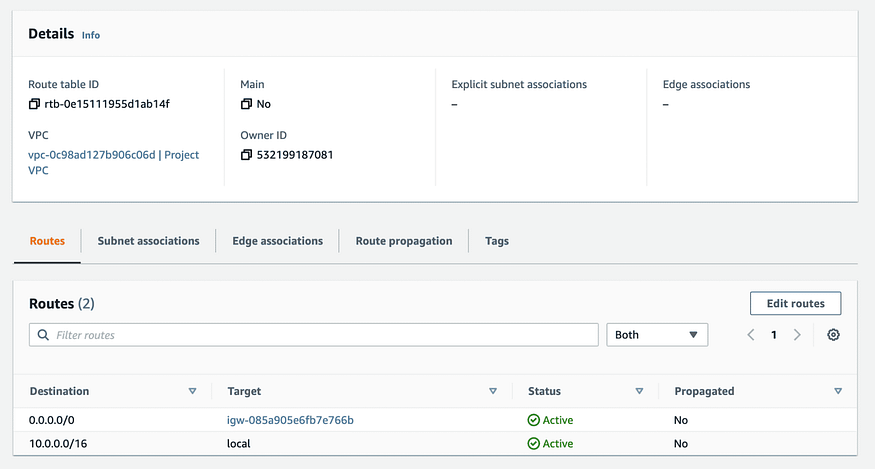 Details Info
Route table ID
rtb-0e15111955d1ab14f
Main
No
Explicit subnet associations
–
Edge associations
–
VPC
vpc-0c98ad127b906c06d | Project
VPC
Owner ID
532199187081
Routes Subnet associations Edge associations Route propagation Tags
Routes (2) Edit routes
Filter routes Both 1
Destination Target Status Propagated
0.0.0.0/0 igw-085a905e6fb7e766b Active No
10.0.0.0/16 local Active No